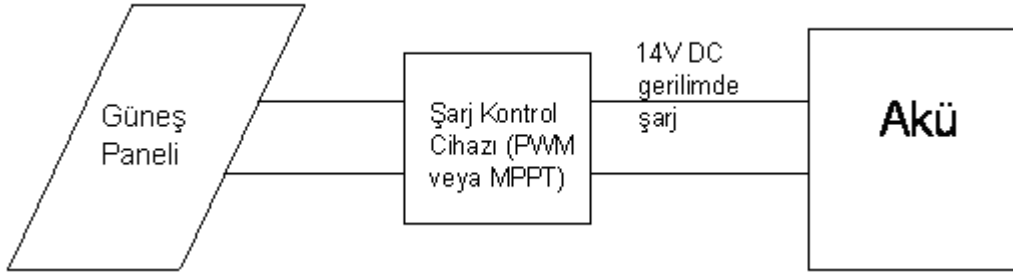 Güneş
Paneli
Şarj Kontrol
Cihazı (PWM
veya MPPT)
14V DC
gerilimde
şarj
Akü